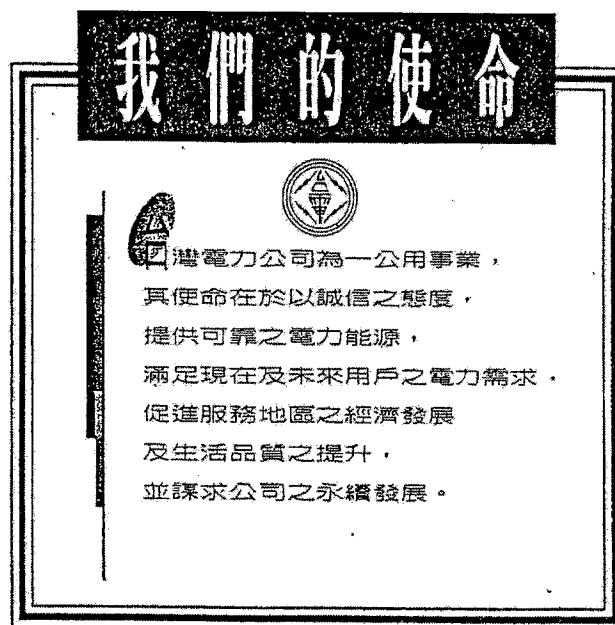 我們的使命
台電
台灣電力公司為一公用事業，
其使命在於以誠信之態度，
提供可靠之電力能源，
滿足現在及未來用戶之電力需求，
促進服務地區之經濟發展
及生活品質之提升，
並謀求公司之永續發展。